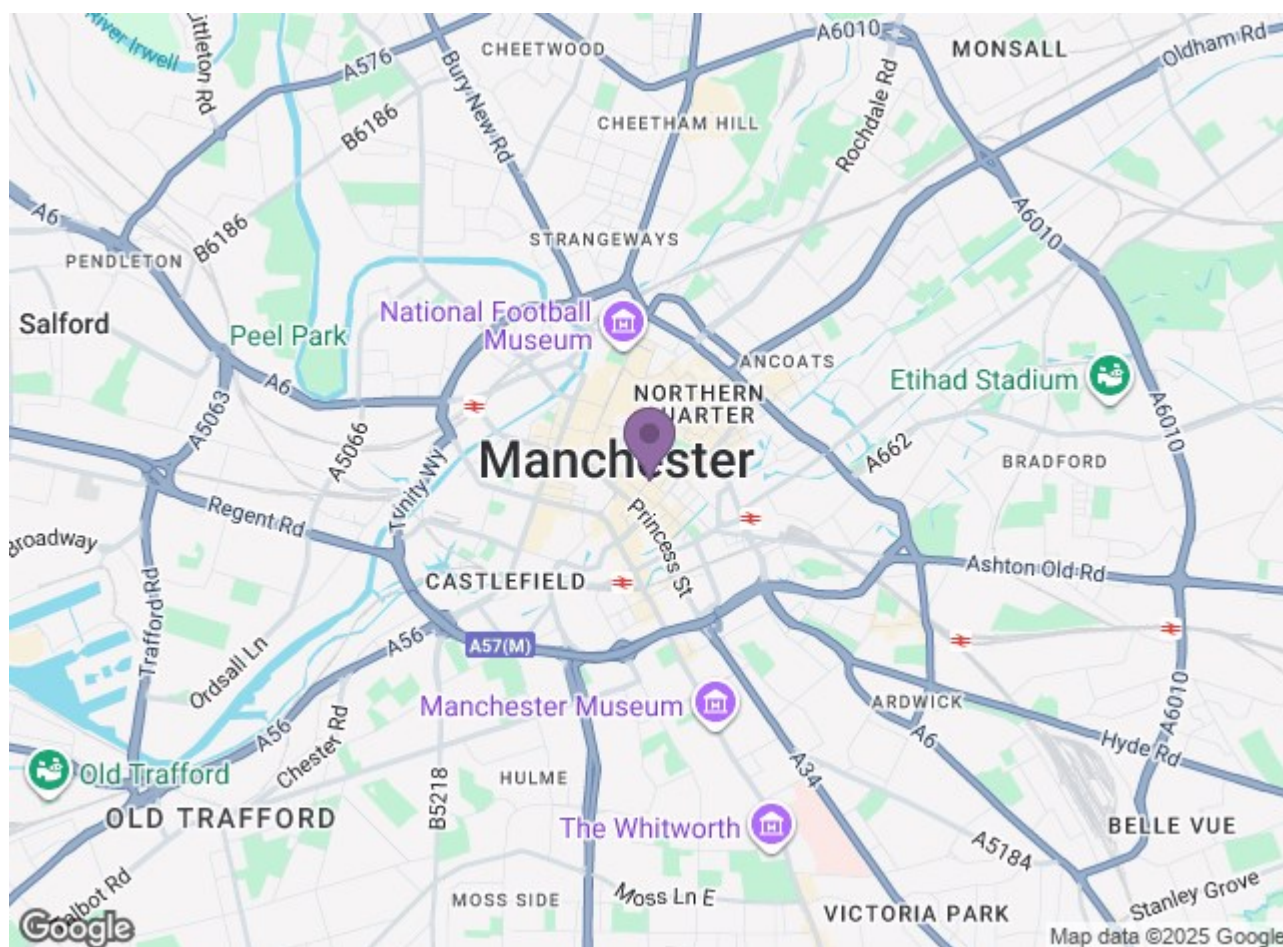 River Irwell
Littleton Rd
A576
CHEETWOOD
A6010
MONSALL
Oldham Rd
Bury New Rd
B6186
CHEETHAM HILL
Rochdale Rd
A6
B6186
PENDLETON
STRANGEWAYS
A6010
Salford
Peel Park
National Football
Museum
ANCOATS
Etihad Stadium
A6
NORTHERN
QUARTER
A5063
A5066
A6010
Manchester
A662
BRADFORD
Trinity Wy
Regent Rd
Princess St
Broadway
CASTLEFIELD
Ashton Old Rd
Trafford Rd
A56
A57(M)
Ordsall Ln
Manchester Museum
ARDWICK
A6010
A56
Chester Rd
A6
Hyde Rd
Old Trafford
HULME
A34
B5218
OLD TRAFFORD
The Whitworth
BELLE VUE
A5184
Talbot Rd
MOSS SIDE
Moss Ln E
VICTORIA PARK
Stanley Grove
Google
Map data ©2025 Google